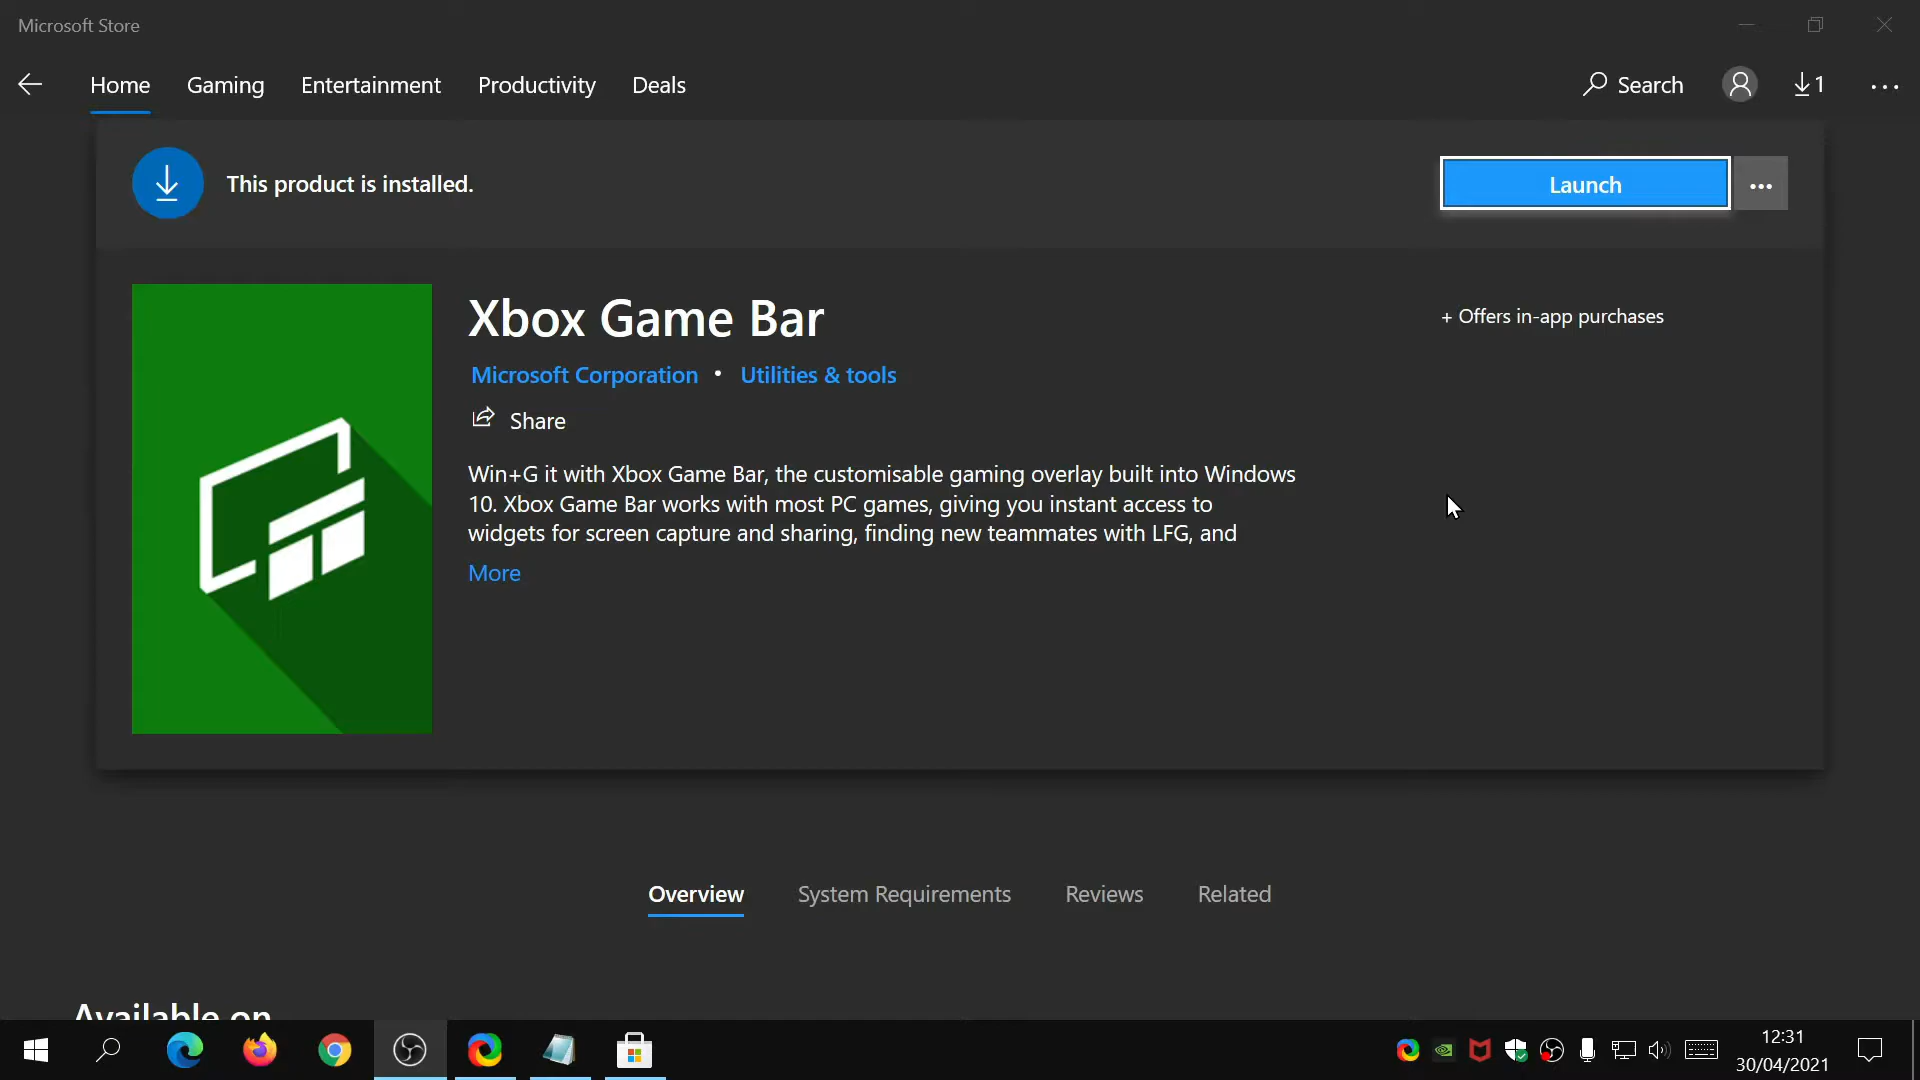 Microsoft Store
Home Gaming Entertainment Productivity Deals Search 1
This product is installed. Launch
Xbox Game Bar
+ Offers in-app purchases
Microsoft Corporation • Utilities & tools
Share
Win+G it with Xbox Game Bar, the customisable gaming overlay built into Windows
10. Xbox Game Bar works with most PC games, giving you instant access to
widgets for screen capture and sharing, finding new teammates with LFG, and
More
Overview System Requirements Reviews Related
Available on
12:31
30/04/2021